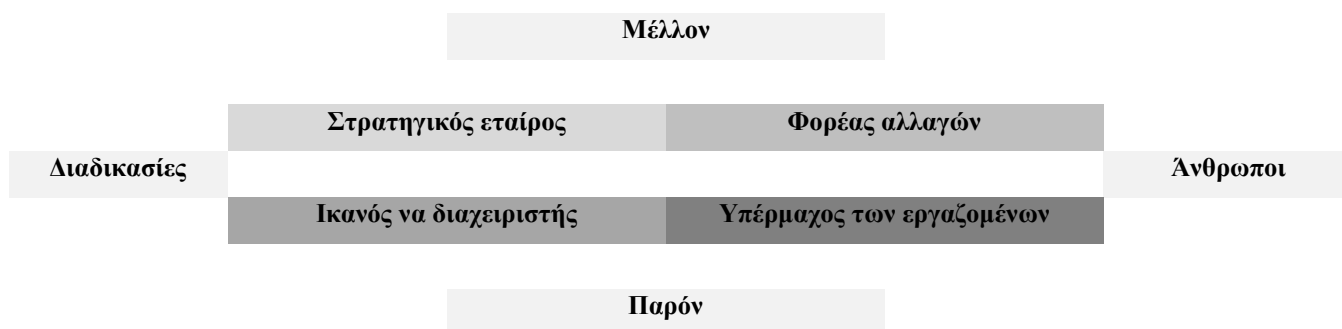 Μέλλον
Στρατηγικός εταίρος Φορέας αλλαγών
Διαδικασίες Άνθρωποι
Ικανός να διαχειριστής Υπέρμαχος των εργαζομένων
Παρόν